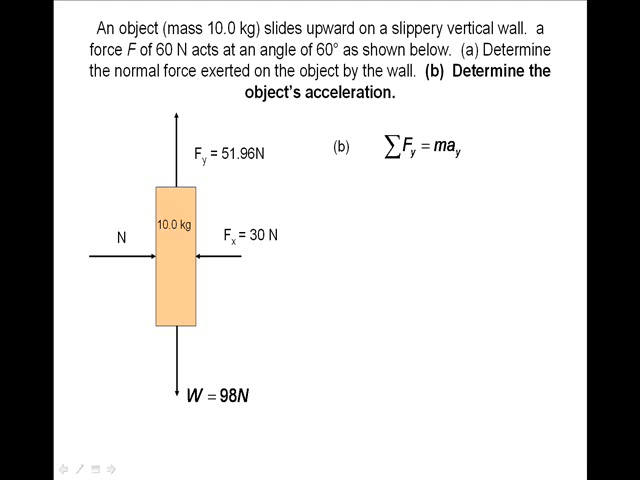 An object (mass 10.0 kg) slides upward on a slippery vertical wall.  a
force F of 60 N acts at an angle of 60° as shown below.  (a) Determine
the normal force exerted on the object by the wall.  (b)  Determine the
object's acceleration.
Fy = 51.96N
(b)
∑Fy = may
10.0 kg
N
Fx = 30 N
W = 98N